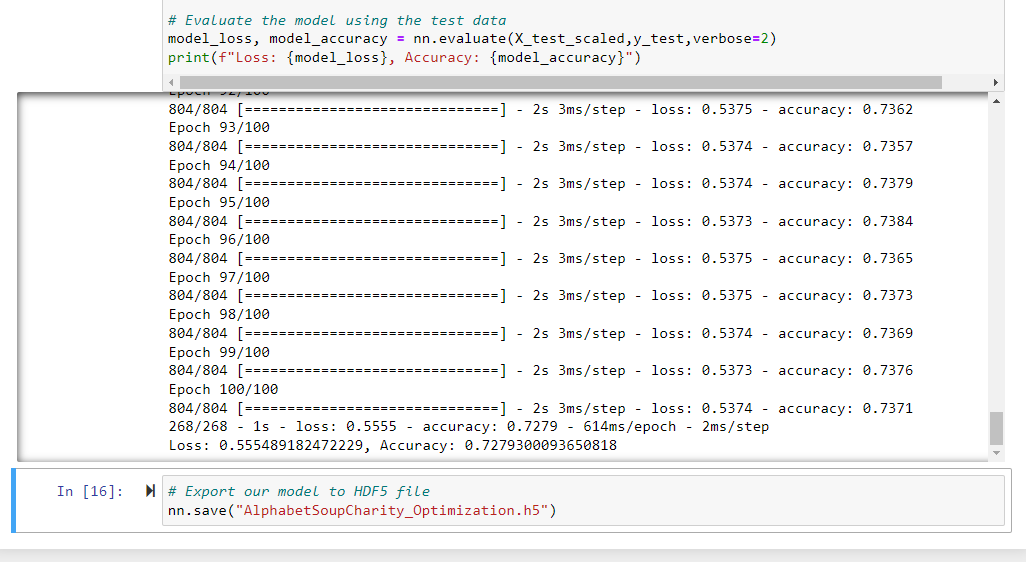 # Evaluate the model using the test data
model_loss, model_accuracy = nn.evaluate(X_test_scaled,y_test,verbose=2)
print(f"Loss: {model_loss}, Accuracy: {model_accuracy}")
Epoch 92/100
804/804 [==============================] - 2s 3ms/step - loss: 0.5375 - accuracy: 0.7362
Epoch 93/100
804/804 [==============================] - 2s 3ms/step - loss: 0.5374 - accuracy: 0.7357
Epoch 94/100
804/804 [==============================] - 2s 3ms/step - loss: 0.5374 - accuracy: 0.7379
Epoch 95/100
804/804 [==============================] - 2s 3ms/step - loss: 0.5373 - accuracy: 0.7384
Epoch 96/100
804/804 [==============================] - 2s 3ms/step - loss: 0.5375 - accuracy: 0.7365
Epoch 97/100
804/804 [==============================] - 2s 3ms/step - loss: 0.5375 - accuracy: 0.7373
Epoch 98/100
804/804 [==============================] - 2s 3ms/step - loss: 0.5374 - accuracy: 0.7369
Epoch 99/100
804/804 [==============================] - 2s 3ms/step - loss: 0.5373 - accuracy: 0.7376
Epoch 100/100
804/804 [==============================] - 2s 3ms/step - loss: 0.5374 - accuracy: 0.7371
268/268 - 1s - loss: 0.5555 - accuracy: 0.7279 - 614ms/epoch - 2ms/step
Loss: 0.555489182472229, Accuracy: 0.7279300093650818
In [16]:
# Export our model to HDF5 file
nn.save("AlphabetSoupCharity_Optimization.h5")